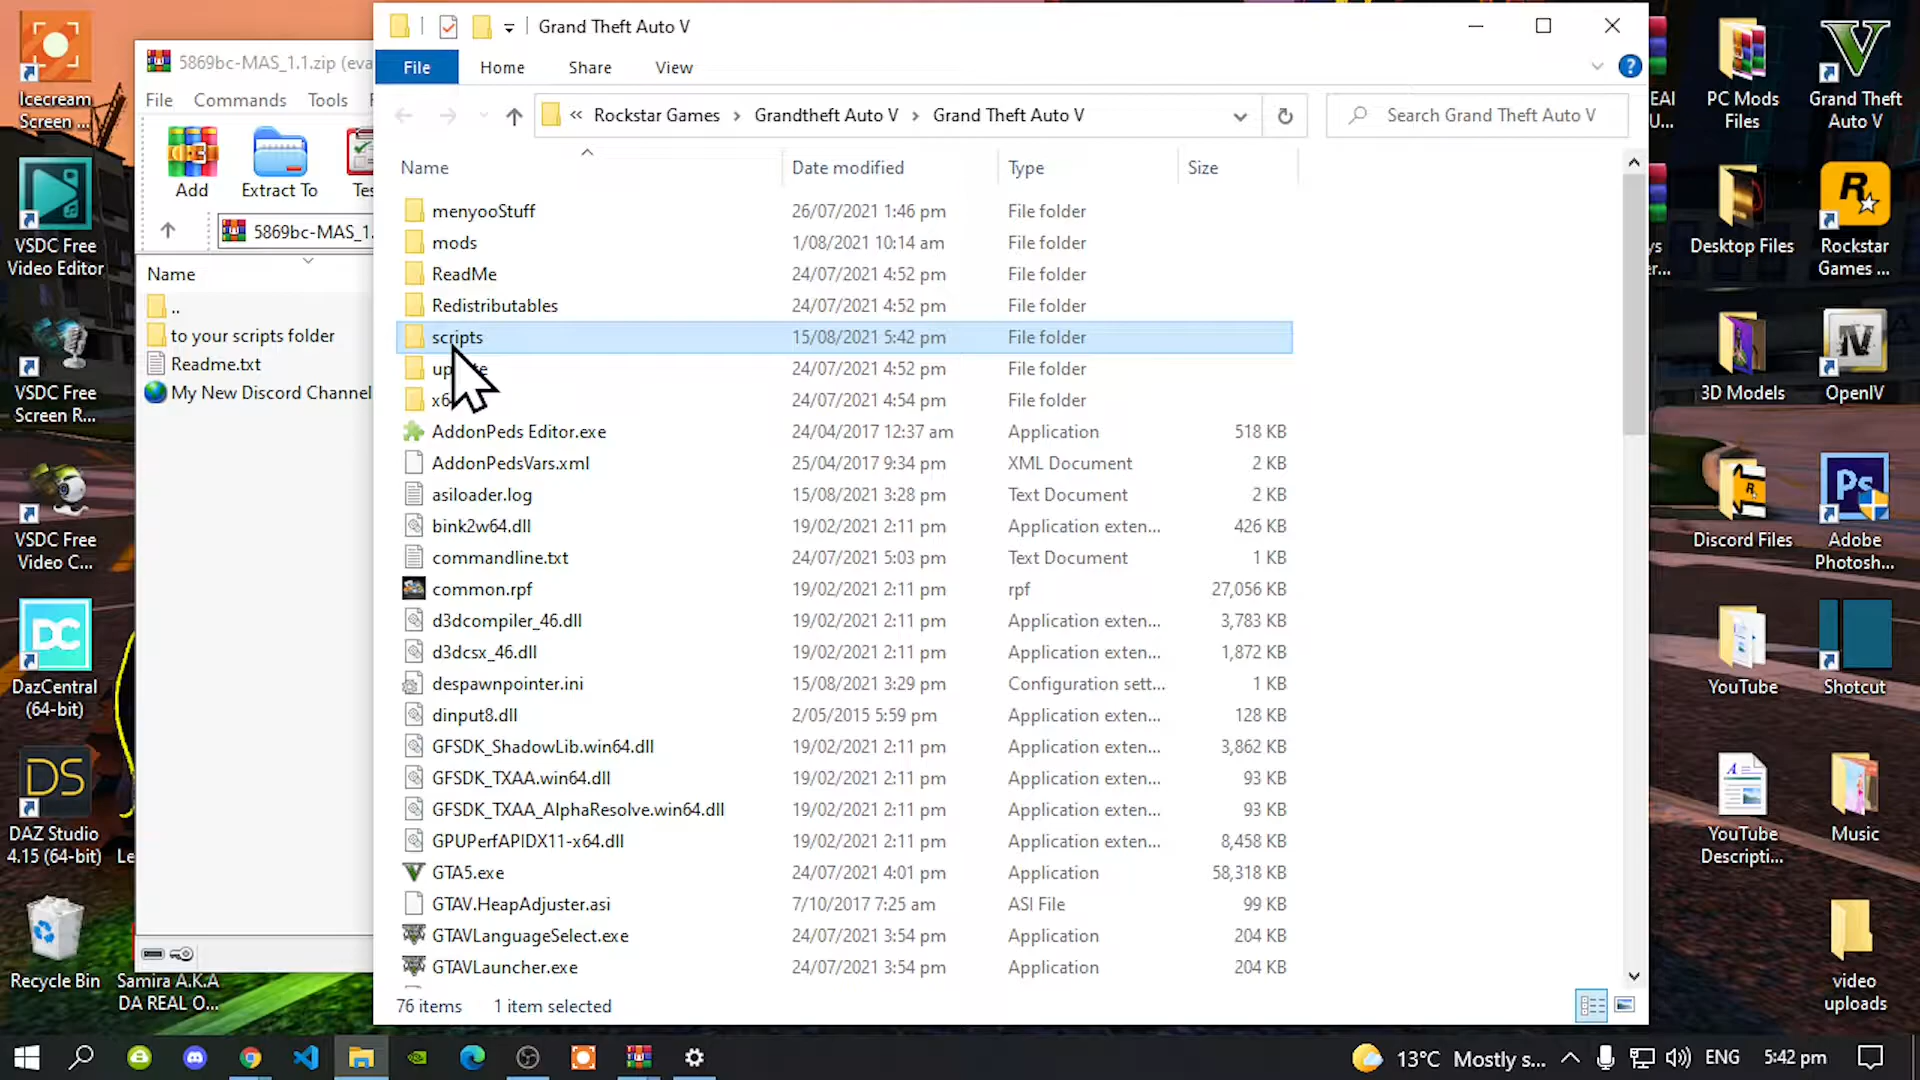 Icecream
Screen ...
VSDC Free
Video Editor
VSDC Free
Screen R...
VSDC Free
Video C...
DC
DazCentral
(64-bit)
DS
DAZ Studio
4.15 (64-bit)
Le
Recycle Bin
Samira A.K.A
DA REAL O...
5869bc-MAS_1.1.zip (eva
File Commands Tools
Add
Extract To
Tes
5869bc-MAS_1.
Name
..
to your scripts folder
Readme.txt
My New Discord Channel
Grand Theft Auto V
File Home Share View
« Rockstar Games › Grandtheft Auto V › Grand Theft Auto V
Search Grand Theft Auto V
Name Date modified Type Size
menyooStuff 26/07/2021 1:46 pm File folder
mods 1/08/2021 10:14 am File folder
ReadMe 24/07/2021 4:52 pm File folder
Redistributables 24/07/2021 4:52 pm File folder
scripts 15/08/2021 5:42 pm File folder
24/07/2021 4:52 pm File folder
24/07/2021 4:54 pm File folder
AddonPeds Editor.exe 24/04/2017 12:37 am Application 518 KB
AddonPedsVars.xml 25/04/2017 9:34 pm XML Document 2 KB
asiloader.log 15/08/2021 3:28 pm Text Document 2 KB
bink2w64.dll 19/02/2021 2:11 pm Application exten... 426 KB
commandline.txt 24/07/2021 5:03 pm Text Document 1 KB
common.rpf 19/02/2021 2:11 pm rpf 27,056 KB
d3dcompiler_46.dll 19/02/2021 2:11 pm Application exten... 3,783 KB
d3dcsx_46.dll 19/02/2021 2:11 pm Application exten... 1,872 KB
despawnpointer.ini 15/08/2021 3:29 pm Configuration sett... 1 KB
dinput8.dll 2/05/2015 5:59 pm Application exten... 128 KB
GFSDK_ShadowLib.win64.dll 19/02/2021 2:11 pm Application exten... 3,862 KB
GFSDK_TXAA.win64.dll 19/02/2021 2:11 pm Application exten... 93 KB
GFSDK_TXAA_AlphaResolve.win64.dll 19/02/2021 2:11 pm Application exten... 93 KB
GPUPerfAPIDX11-x64.dll 19/02/2021 2:11 pm Application exten... 8,458 KB
GTA5.exe 24/07/2021 4:01 pm Application 58,318 KB
GTAV.HeapAdjuster.asi 7/10/2017 7:25 am ASI File 99 KB
GTAVLanguageSelect.exe 24/07/2021 3:54 pm Application 204 KB
GTAVLauncher.exe 24/07/2021 3:54 pm Application 204 KB
76 items 1 item selected
EAI
U...
ys
r...
PC Mods
Files
Grand Theft
Auto V
Desktop Files
Rockstar
Games ...
3D Models
OpenIV
Discord Files
Ps
Adobe
Photosh...
YouTube
Shotcut
YouTube
Descripti...
Music
video
uploads
13°C Mostly s...
ENG
5:42 pm